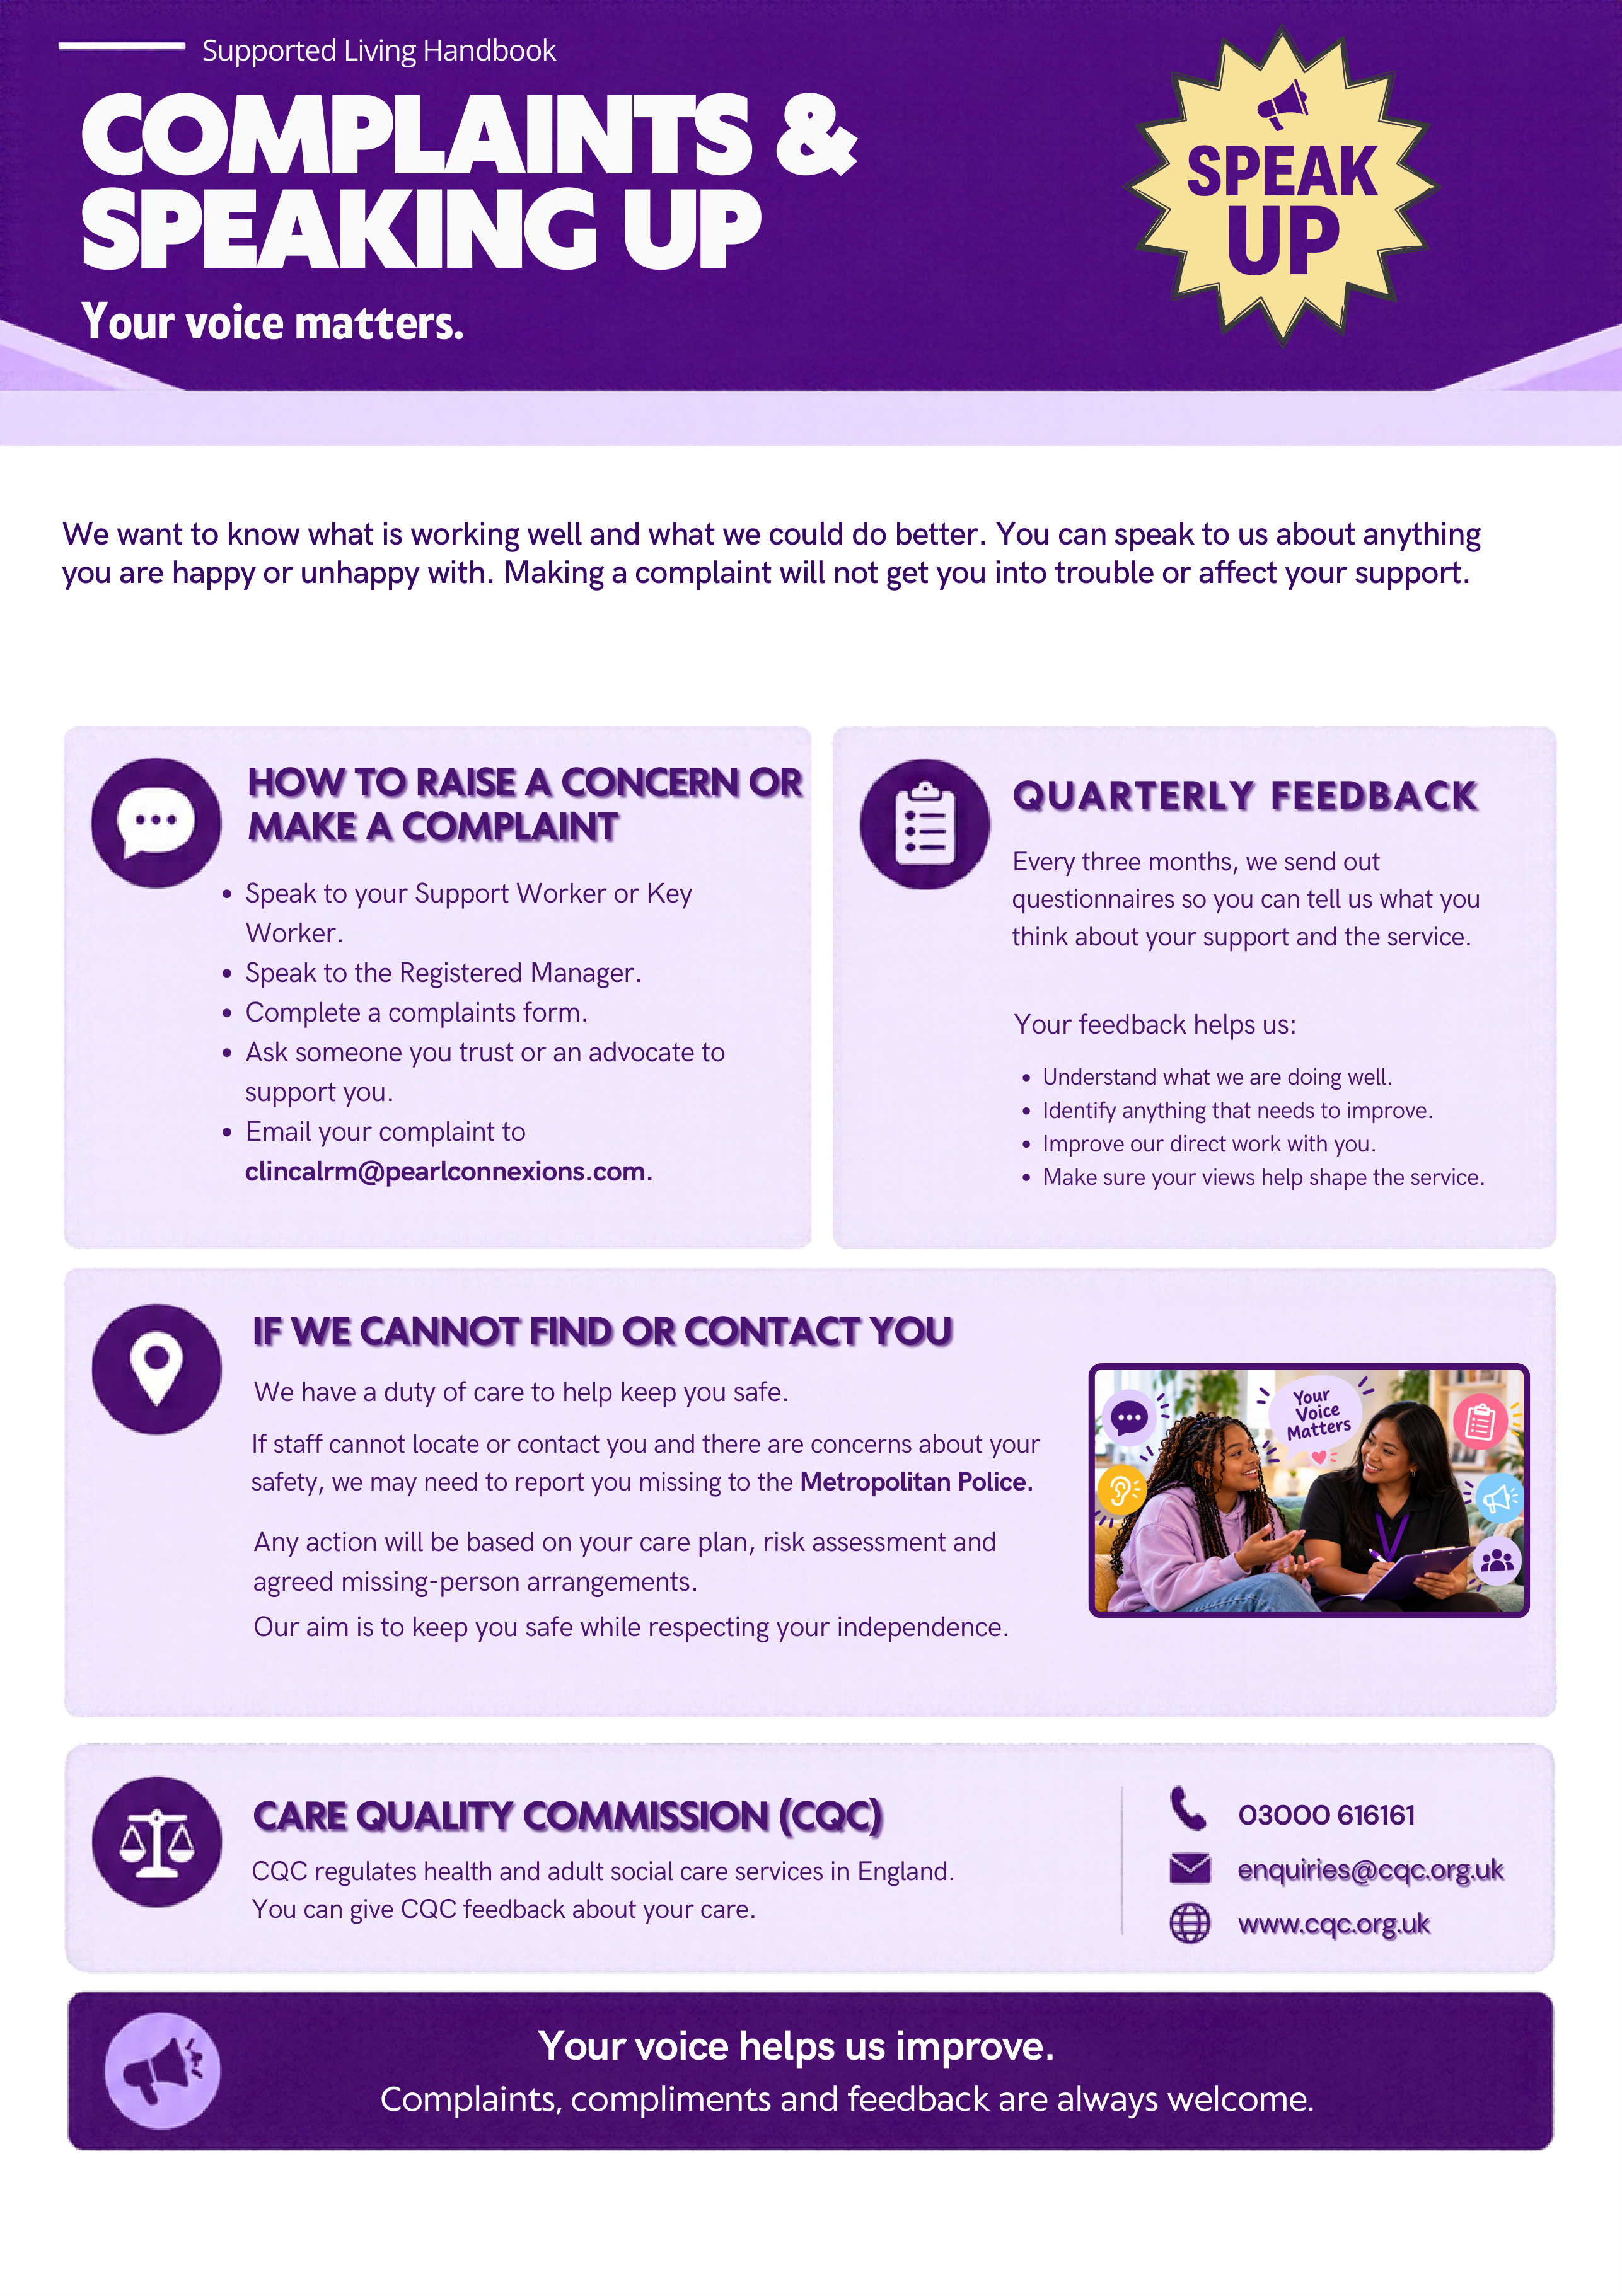 Supported Living Handbook
COMPLAINTS &
SPEAKING UP
Your voice matters.
SPEAK
UP
We want to know what is working well and what we could do better. You can speak to us about anything
you are happy or unhappy with. Making a complaint will not get you into trouble or affect your support.
HOW TO RAISE A CONCERN OR
MAKE A COMPLAINT
• Speak to your Support Worker or Key
Worker.
• Speak to the Registered Manager.
• Complete a complaints form.
• Ask someone you trust or an advocate to
support you.
• Email your complaint to
clincalrm@pearlconnexions.com.
QUARTERLY FEEDBACK
Every three months, we send out
questionnaires so you can tell us what you
think about your support and the service.
Your feedback helps us:
• Understand what we are doing well.
• Identify anything that needs to improve.
• Improve our direct work with you.
• Make sure your views help shape the service.
IF WE CANNOT FIND OR CONTACT YOU
We have a duty of care to help keep you safe.
If staff cannot locate or contact you and there are concerns about your
safety, we may need to report you missing to the Metropolitan Police.
Any action will be based on your care plan, risk assessment and
agreed missing-person arrangements.
Our aim is to keep you safe while respecting your independence.
Your
Voice
Matters
CARE QUALITY COMMISSION (CQC)
CQC regulates health and adult social care services in England.
You can give CQC feedback about your care.
03000 616161
enquiries@cqc.org.uk
www.cqc.org.uk
Your voice helps us improve.
Complaints, compliments and feedback are always welcome.